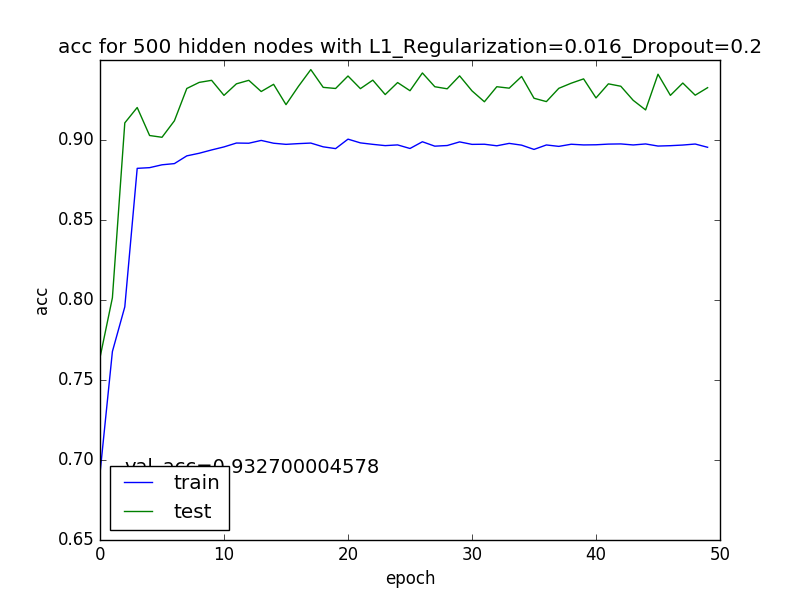 acc for 500 hidden nodes with L1_Regularization=0.016_Dropout=0.2
acc
0.90
0.85
0.80
0.75
0.70
0.65
val_acc=0.932700004578
train
test
0 10 20 30 40 50
epoch